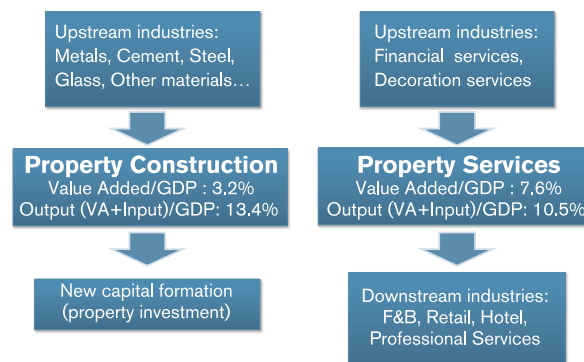 Upstream industries:
Metals, Cement, Steel,
Glass, Other materials...
Property Construction
Value Added/GDP : 3.2%
Output (VA+Input)/GDP: 13.4%
New capital formation
(property investment)
Upstream industries:
Financial services,
Decoration services
Property Services
Value Added/GDP : 7.6%
Output (VA+Input)/GDP: 10.5%
Downstream industries:
F&B, Retail, Hotel,
Professional Services